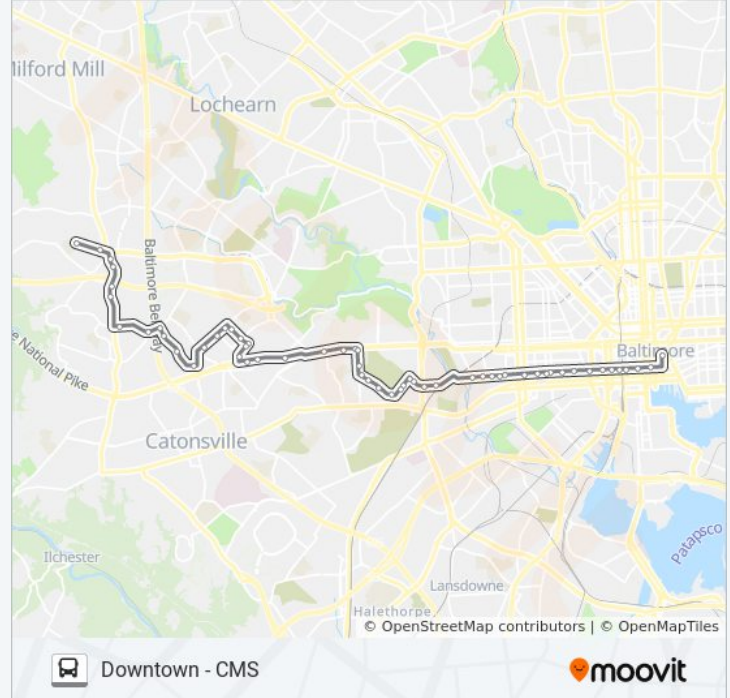 Milford Mill
Lochearn
Baltimore Beltway
e National Pike
Baltimore
Catonsville
Patapsco
Ilchester
Lansdowne
Halethorpe
© OpenStreetMap contributors | © OpenMapTiles
Downtown - CMS
moovit